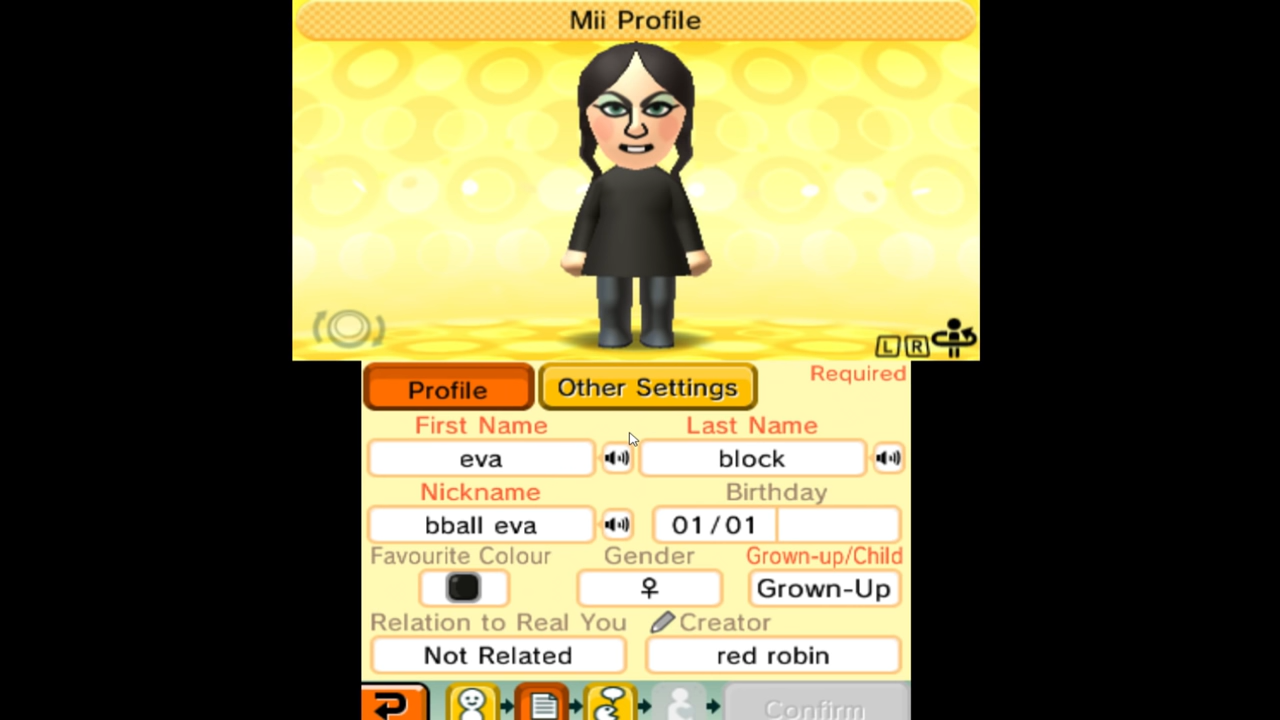 Mii Profile
L R
Profile Other Settings Required
First Name Last Name
eva block
Nickname Birthday
bball eva 01/01
Favourite Colour Gender Grown-up/Child
♀ Grown-Up
Relation to Real You Creator
Not Related red robin
Confirm